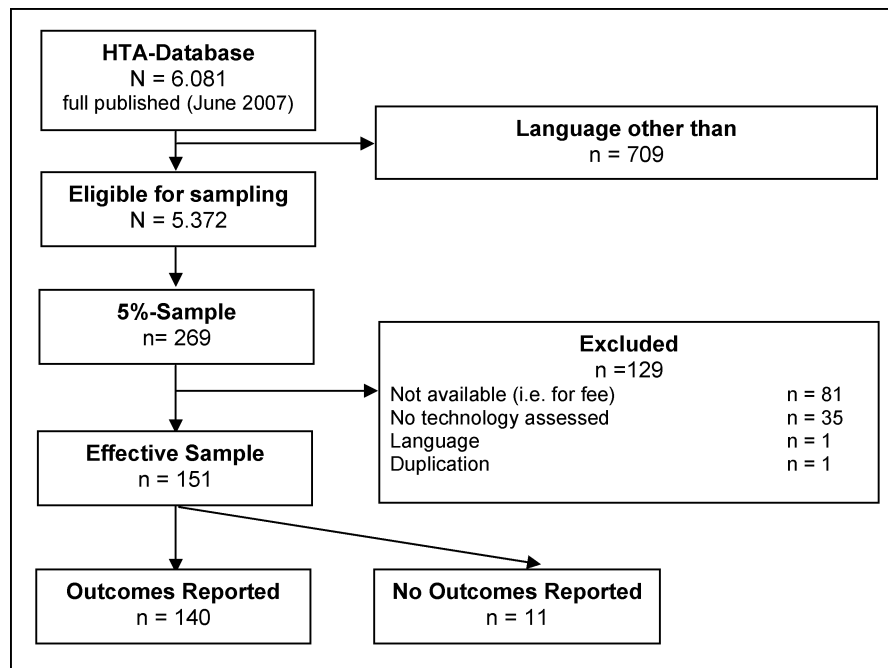 HTA-Database
N = 6.081
full published (June 2007)
Language other than
n = 709
Eligible for sampling
N = 5.372
5%-Sample
n= 269
Excluded
n =129
Not available (i.e. for fee) n = 81
No technology assessed n = 35
Language n = 1
Duplication n = 1
Effective Sample
n = 151
Outcomes Reported
n = 140
No Outcomes Reported
n = 11